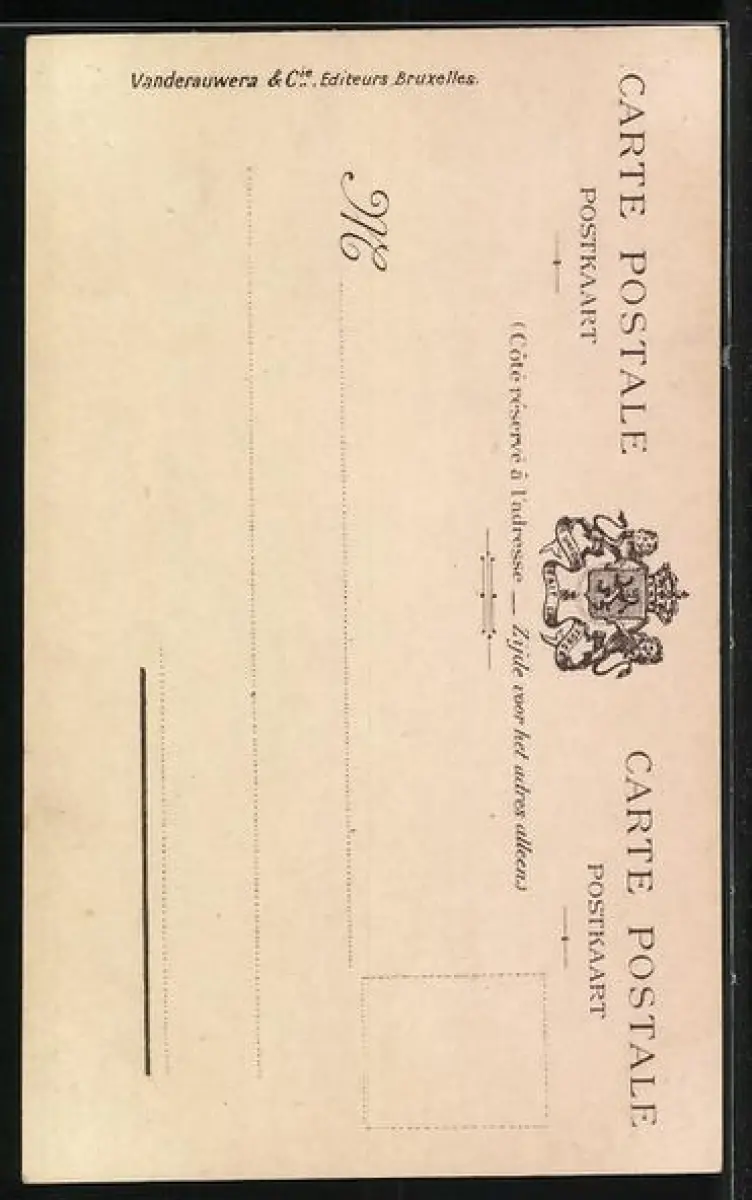 CARTE POSTALE
CARTE POSTALE
POSTKAART
POSTKAART
(Côté réservé à l'adresse — Zijde voor het adres alleen)
M
Vanderauwera & Cie. Editeurs Bruxelles.